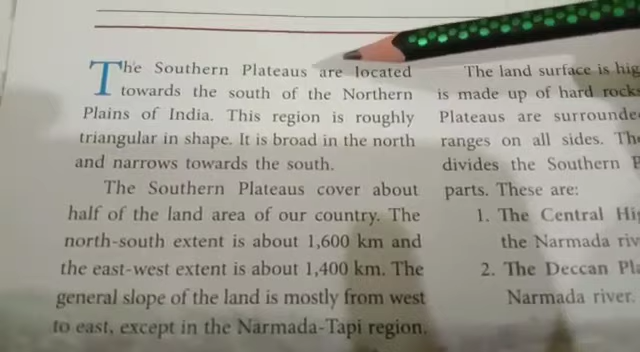 The Southern Plateaus are located
towards the south of the Northern
Plains of India. This region is roughly
triangular in shape. It is broad in the north
and narrows towards the south.
The Southern Plateaus cover about
half of the land area of our country. The
north-south extent is about 1,600 km and
the east-west extent is about 1,400 km. The
general slope of the land is mostly from west
to east, except in the Narmada-Tapi region.
The land surface is hig
is made up of hard rocks
Plateaus are surrounde
ranges on all sides. The
divides the Southern P
parts. These are:
1. The Central Hi
the Narmada riv
2. The Deccan Pla
Narmada river.